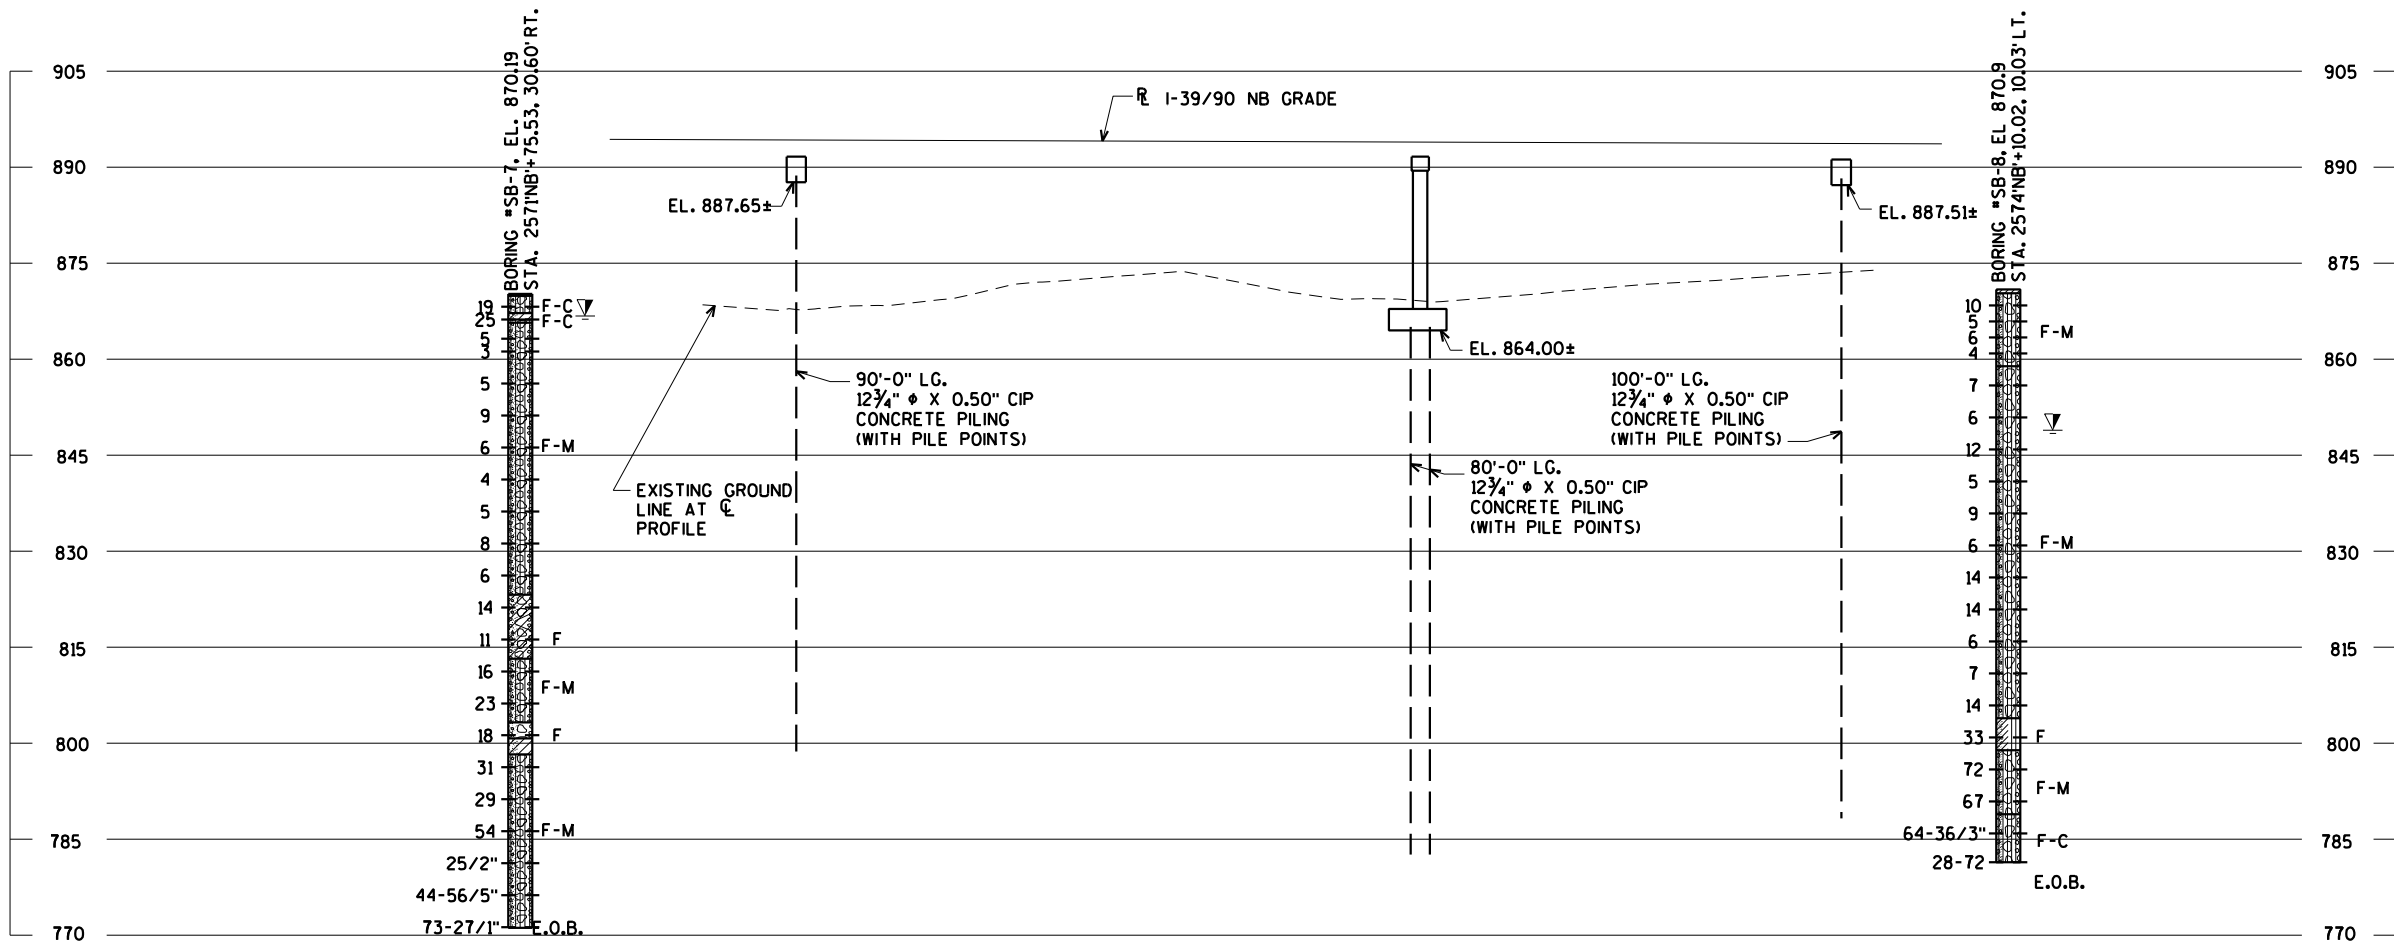 905
890
875
860
845
830
815
800
785
770
BORING #SB-7, EL. 870.19
STA. 2571'NB'+75.53, 30.60' RT.
19
25
5
3
5
9
6
4
5
8
6
14
11
16
23
18
31
29
54
25/2"
44-56/5"
73-27/1"
F-C
F-C
F-M
F
F-M
F
F-M
E.O.B.
I-39/90 NB GRADE
EL. 887.65±
EXISTING GROUND
LINE AT ℄
PROFILE
90'-0" LG.
12¾" ϕ X 0.50" CIP
CONCRETE PILING
(WITH PILE POINTS)
EL. 864.00±
80'-0" LG.
12¾" ϕ X 0.50" CIP
CONCRETE PILING
(WITH PILE POINTS)
100'-0" LG.
12¾" ϕ X 0.50" CIP
CONCRETE PILING
(WITH PILE POINTS)
EL. 887.51±
BORING #SB-8, EL 870.9
STA. 2574'NB'+10.02, 10.03' LT.
10
5
6
4
7
6
12
5
9
6
14
14
6
7
14
33
72
67
64-36/3"
28-72
F-M
F-M
F
F-M
F-C
E.O.B.
905
890
875
860
845
830
815
800
785
770